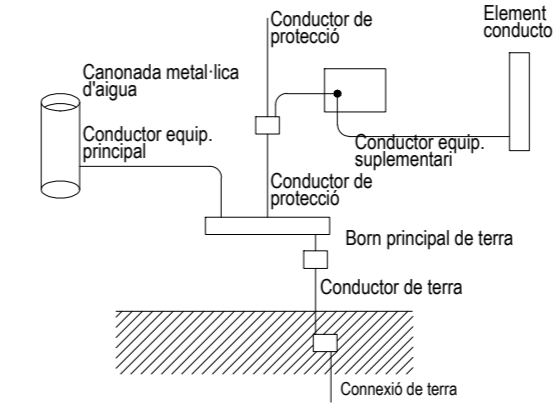 Conductor de
protecció
Element
conducto
Canonada metal·lica
d'aigua
Conductor equip.
principal
Conductor equip.
suplementari
Conductor de
protecció
Born principal de terra
Conductor de terra
Connexió de terra